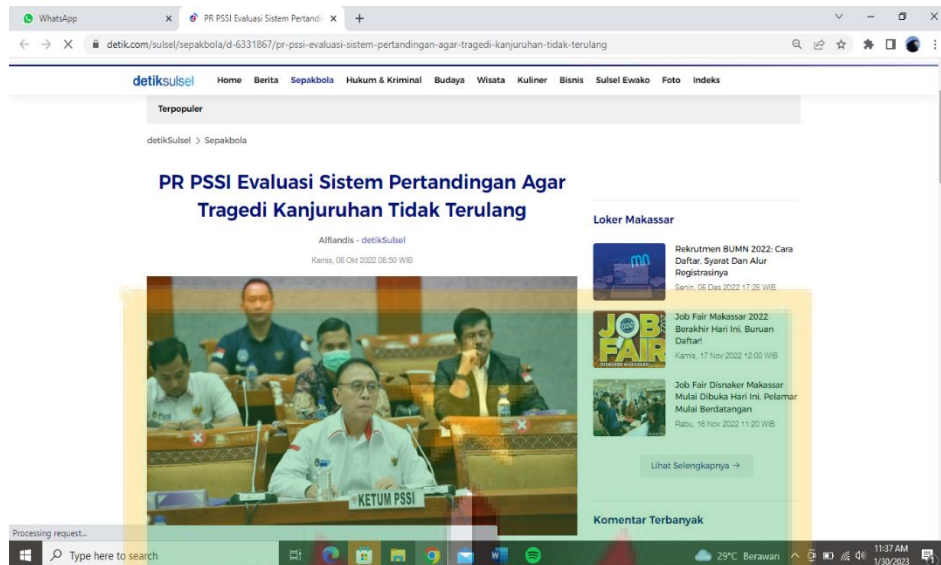 WhatsApp
PR PSSI Evaluasi Sistem Pertandi
detik.com/sulsel/sepakbola/d-6331867/pr-pssi-evaluasi-sistem-pertandingan-agar-tragedi-kanjuruhan-tidak-terulang
detiksulsel Home Berita Sepakbola Hukum & Kriminal Budaya Wisata Kuliner Bisnis Sulsel Ewako Foto Indeks
Terpopuler
detikSulsel > Sepakbola
PR PSSI Evaluasi Sistem Pertandingan Agar
Tragedi Kanjuruhan Tidak Terulang
Alfiandis - detikSulsel
Kamis, 06 Okt 2022 08:50 WIB
KETUM PSSI
Loker Makassar
Rekrutmen BUMN 2022: Cara
Daftar, Syarat Dan Alur
Registrasinya
Senin, 05 Des 2022 17:25 WIB
JOB
FAIR
Job Fair Makassar 2022
Berakhir Hari Ini, Buruan
Daftar!
Kamis, 17 Nov 2022 12:00 WIB
Job Fair Disnaker Makassar
Mulai Dibuka Hari Ini, Pelamar
Mulai Berdatangan
Rabu, 16 Nov 2022 11:20 WIB
Lihat Selengkapnya →
Komentar Terbanyak
Processing request...
Type here to search
29°C Berawan
11:37 AM
1/30/2023